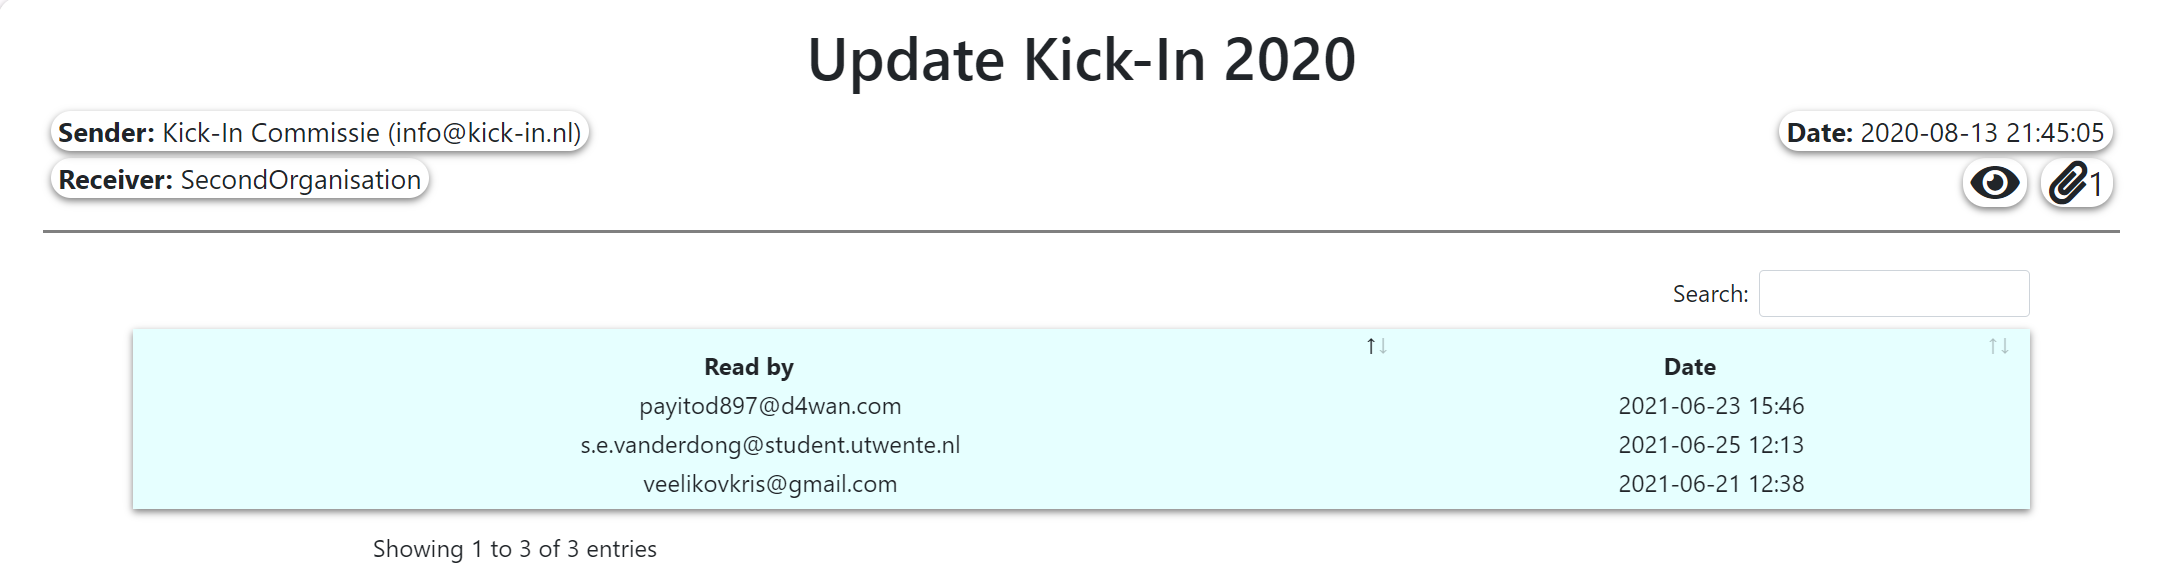 Update Kick-In 2020
Sender: Kick-In Commissie (info@kick-in.nl)
Date: 2020-08-13 21:45:05
Receiver: SecondOrganisation
1
Search:
Read by
Date
payitod897@d4wan.com 2021-06-23 15:46
s.e.vanderdong@student.utwente.nl 2021-06-25 12:13
veelikovkris@gmail.com 2021-06-21 12:38
Showing 1 to 3 of 3 entries